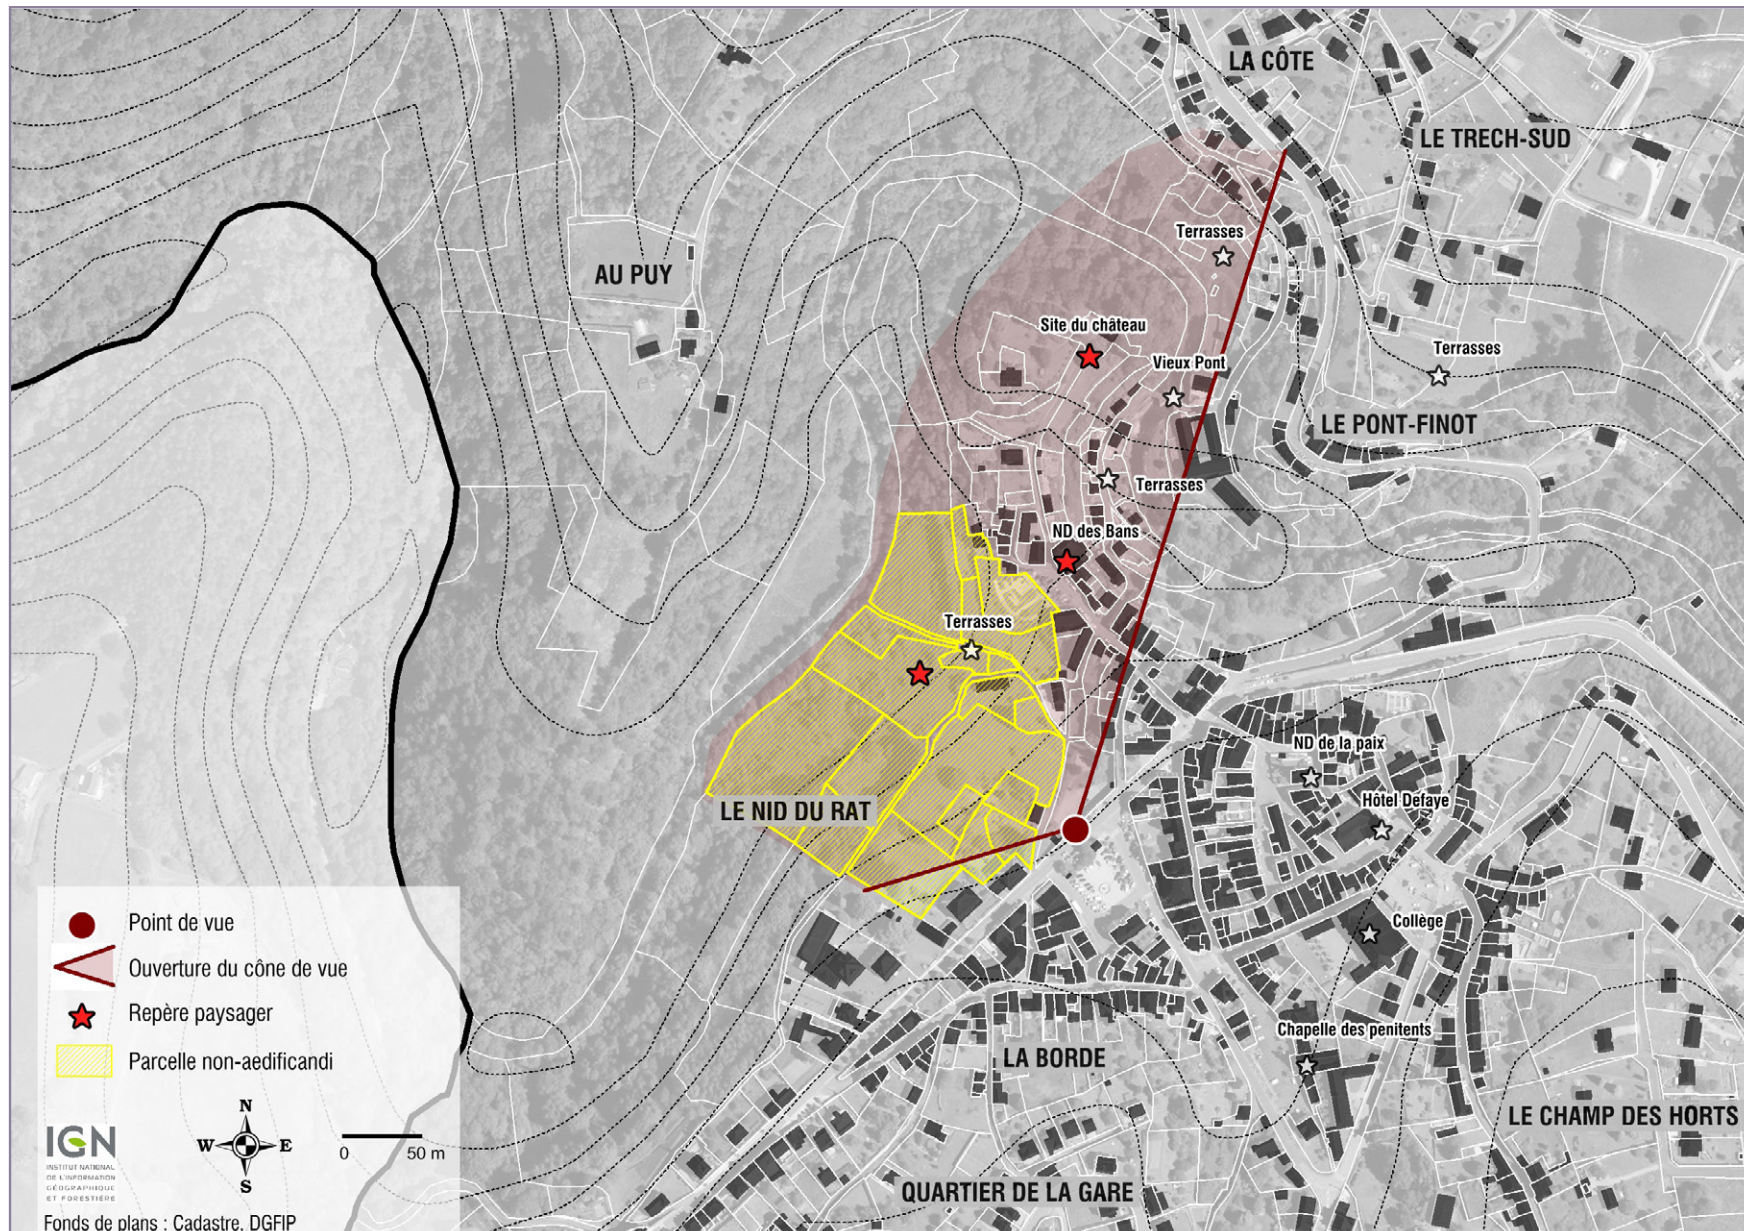 LA CÔTE
LE TRECH-SUD
Terrasses
AU PUY
Site du château
Vieux Pont
Terrasses
LE PONT-FINOT
Terrasses
ND des Bans
Terrasses
ND de la paix
Hôtel Defaye
LE NID DU RAT
Collège
Chapelle des penitents
LA BORDE
LE CHAMP DES HORTS
QUARTIER DE LA GARE
Point de vue
Ouverture du cône de vue
Repère paysager
Parcelle non-aedificandi
IGN
INSTITUT NATIONAL
DE L'INFORMATION
GÉOGRAPHIQUE
ET FORESTIÈRE
N
W E
S
0 50 m
Fonds de plans : Cadastre, DGFIP